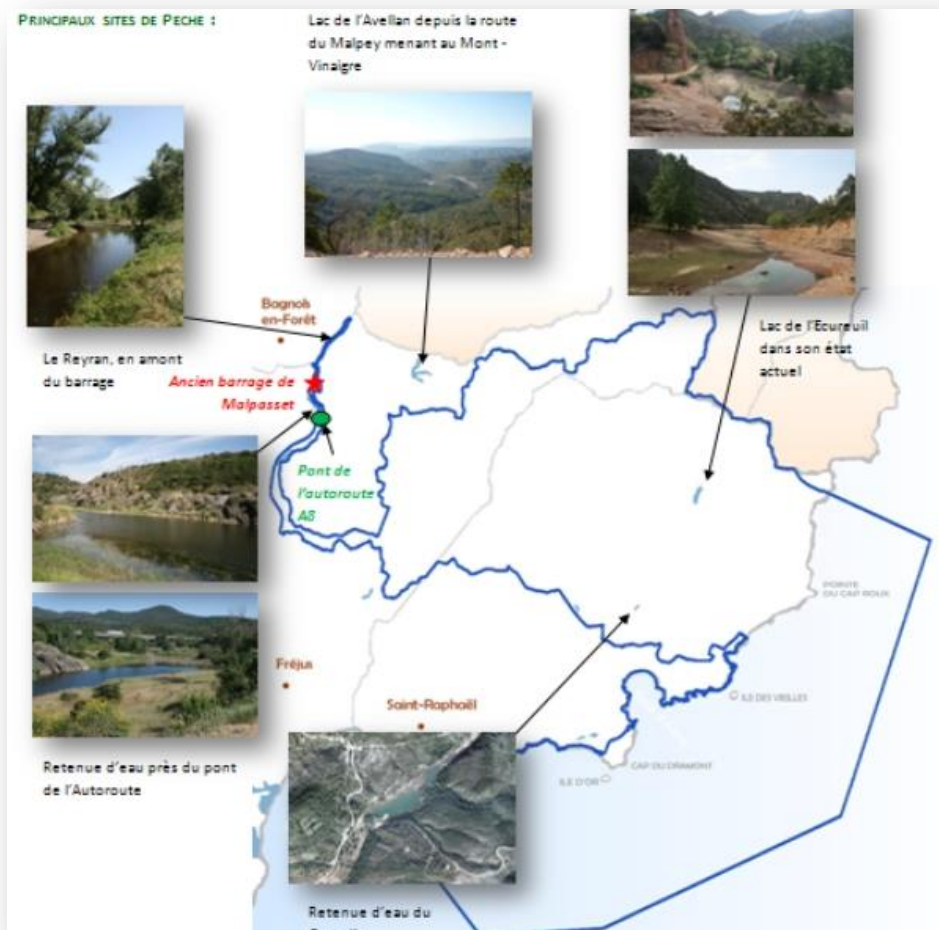 PRINCIPAUX SITES DE PECHE :
Lac de l'Avellan depuis la route
du Malpey menant au Mont -
Vinaigre
Bagnols
en-Forêt
Le Reyran, en amont
du barrage
Ancien barrage de
Malpasset
Lac de l'Ecureuil
dans son état
actuel
Pont de
l'autoroute
A8
POINTE
DU CAP ROUX
Fréjus
Saint-Raphaël
ILE DES VIEILLES
CAP DU DRAMONT
ILE D'OR
Retenue d'eau près du pont
de l'Autoroute
Retenue d'eau du